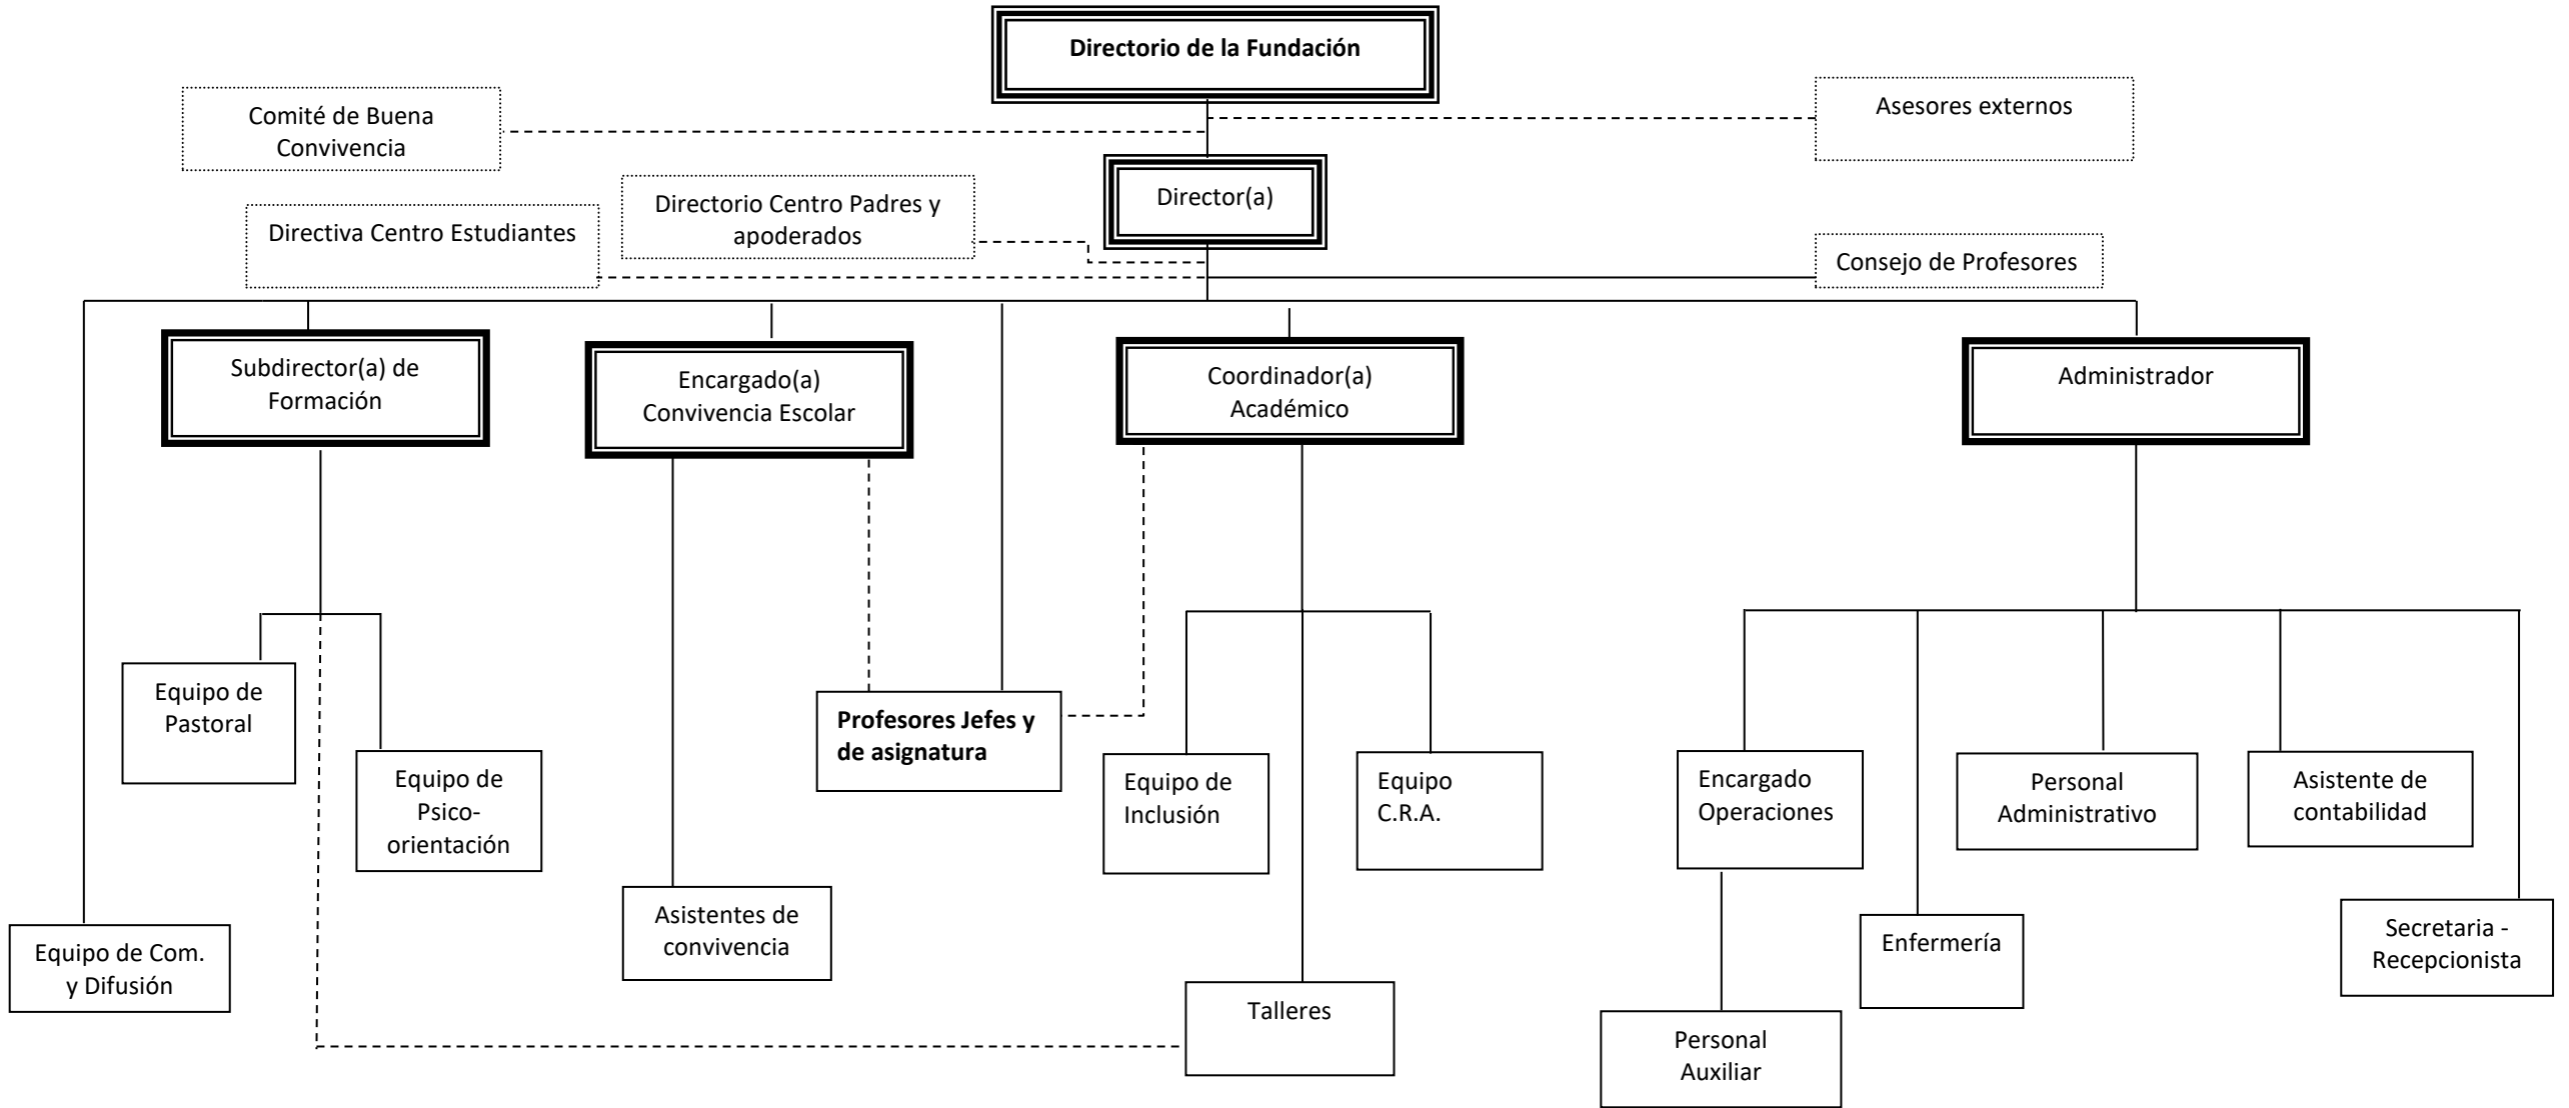 Directorio de la Fundación
Comité de Buena
Convivencia
Asesores externos
Director(a)
Directorio Centro Padres y
apoderados
Directiva Centro Estudiantes
Consejo de Profesores
Subdirector(a) de
Formación
Encargado(a)
Convivencia Escolar
Coordinador(a)
Académico
Administrador
Equipo de
Pastoral
Equipo de
Psico-
orientación
Profesores Jefes y
de asignatura
Equipo de
Inclusión
Equipo
C.R.A.
Encargado
Operaciones
Personal
Administrativo
Asistente de
contabilidad
Equipo de Com.
y Difusión
Asistentes de
convivencia
Talleres
Enfermería
Secretaria -
Recepcionista
Personal
Auxiliar